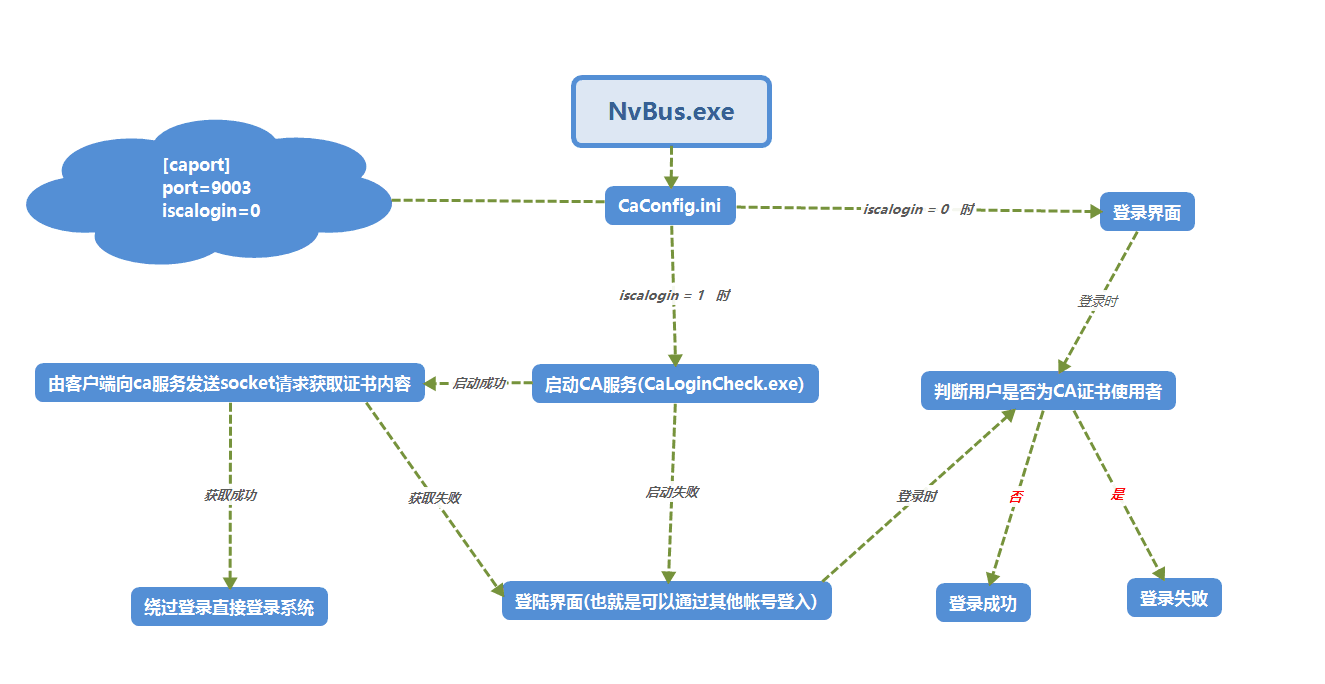 NvBus.exe
[caport]
port=9003
iscalogin=0
CaConfig.ini
iscalogin = 0 时
登录界面
iscalogin = 1 时
登录时
由客户端向ca服务发送socket请求获取证书内容
启动成功
启动CA服务(CaLoginCheck.exe)
判断用户是否为CA证书使用者
获取成功
获取失败
启动失败
登录时
否
是
绕过登录直接登录系统
登陆界面(也就是可以通过其他帐号登入)
登录成功
登录失败